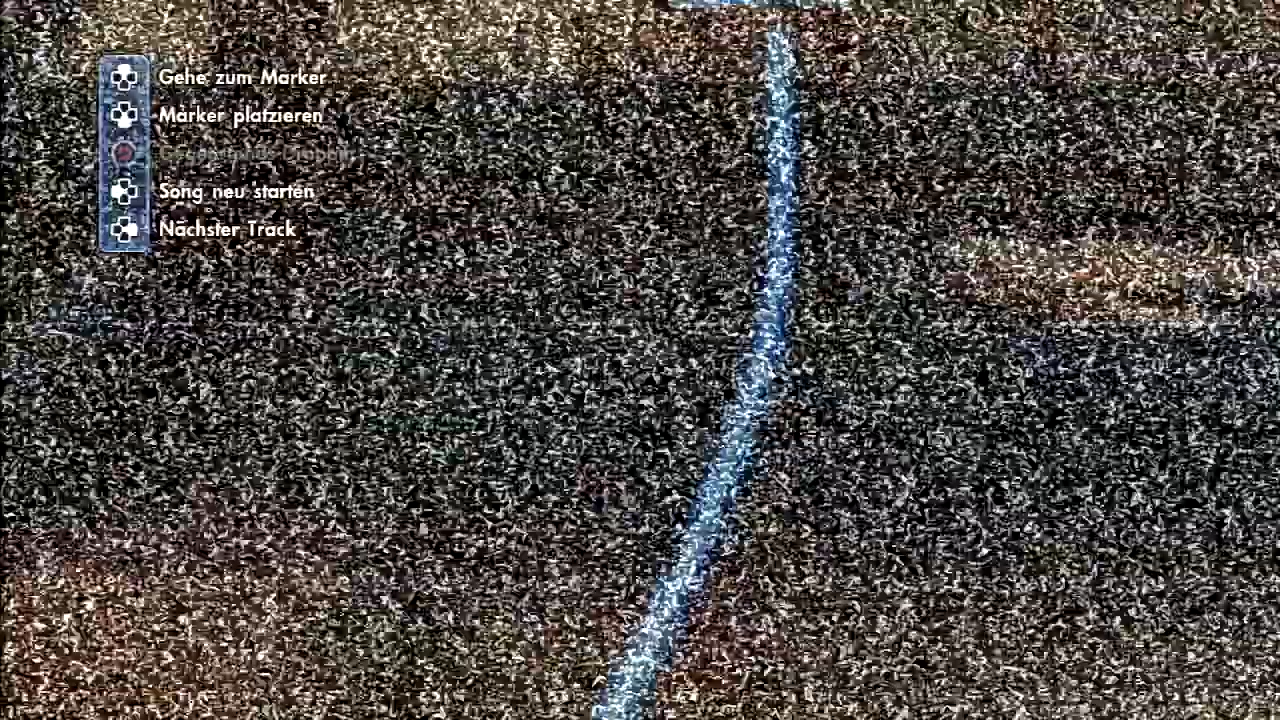 Gehe zum Marker
Marker platzieren
Song neu starten
Nächster Track